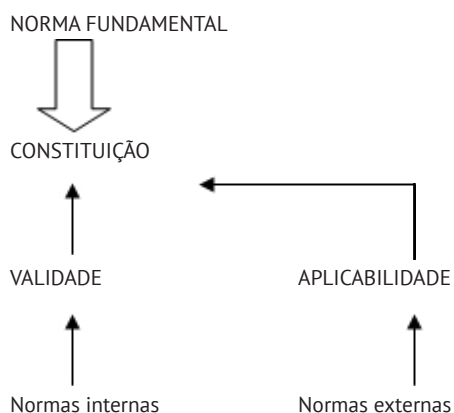 NORMA FUNDAMENTAL
CONSTITUIÇÃO
VALIDADE
APLICABILIDADE
Normas internas
Normas externas